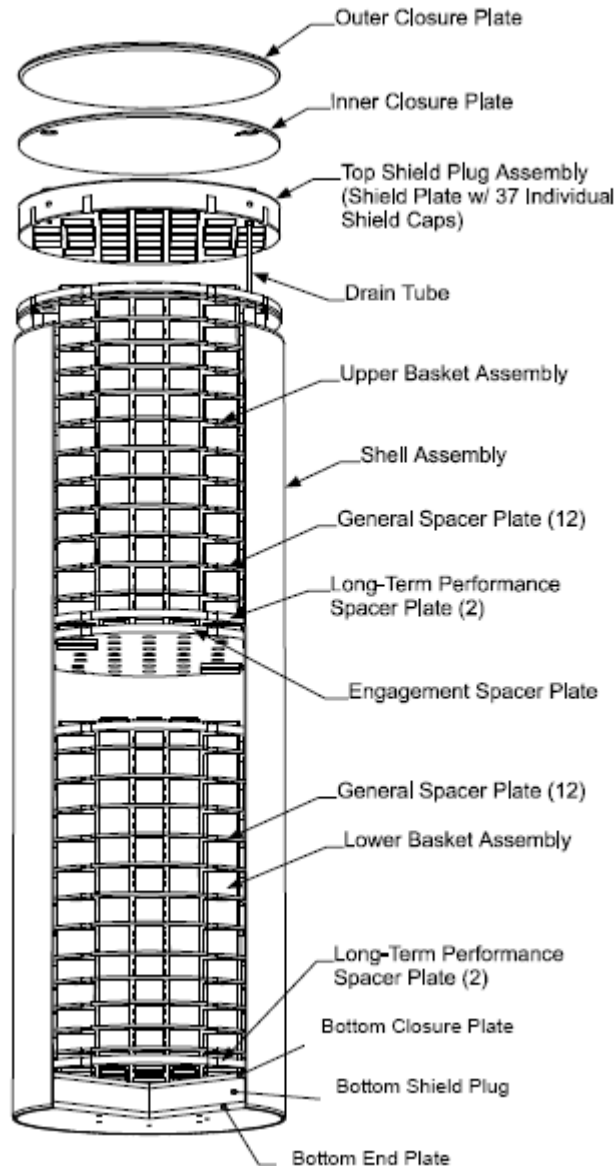 Outer Closure Plate
Inner Closure Plate
Top Shield Plug Assembly
(Shield Plate w/ 37 Individual
Shield Caps)
Drain Tube
Upper Basket Assembly
Shell Assembly
General Spacer Plate (12)
Long-Term Performance
Spacer Plate (2)
Engagement Spacer Plate
General Spacer Plate (12)
Lower Basket Assembly
Long-Term Performance
Spacer Plate (2)
Bottom Closure Plate
Bottom Shield Plug
Bottom End Plate